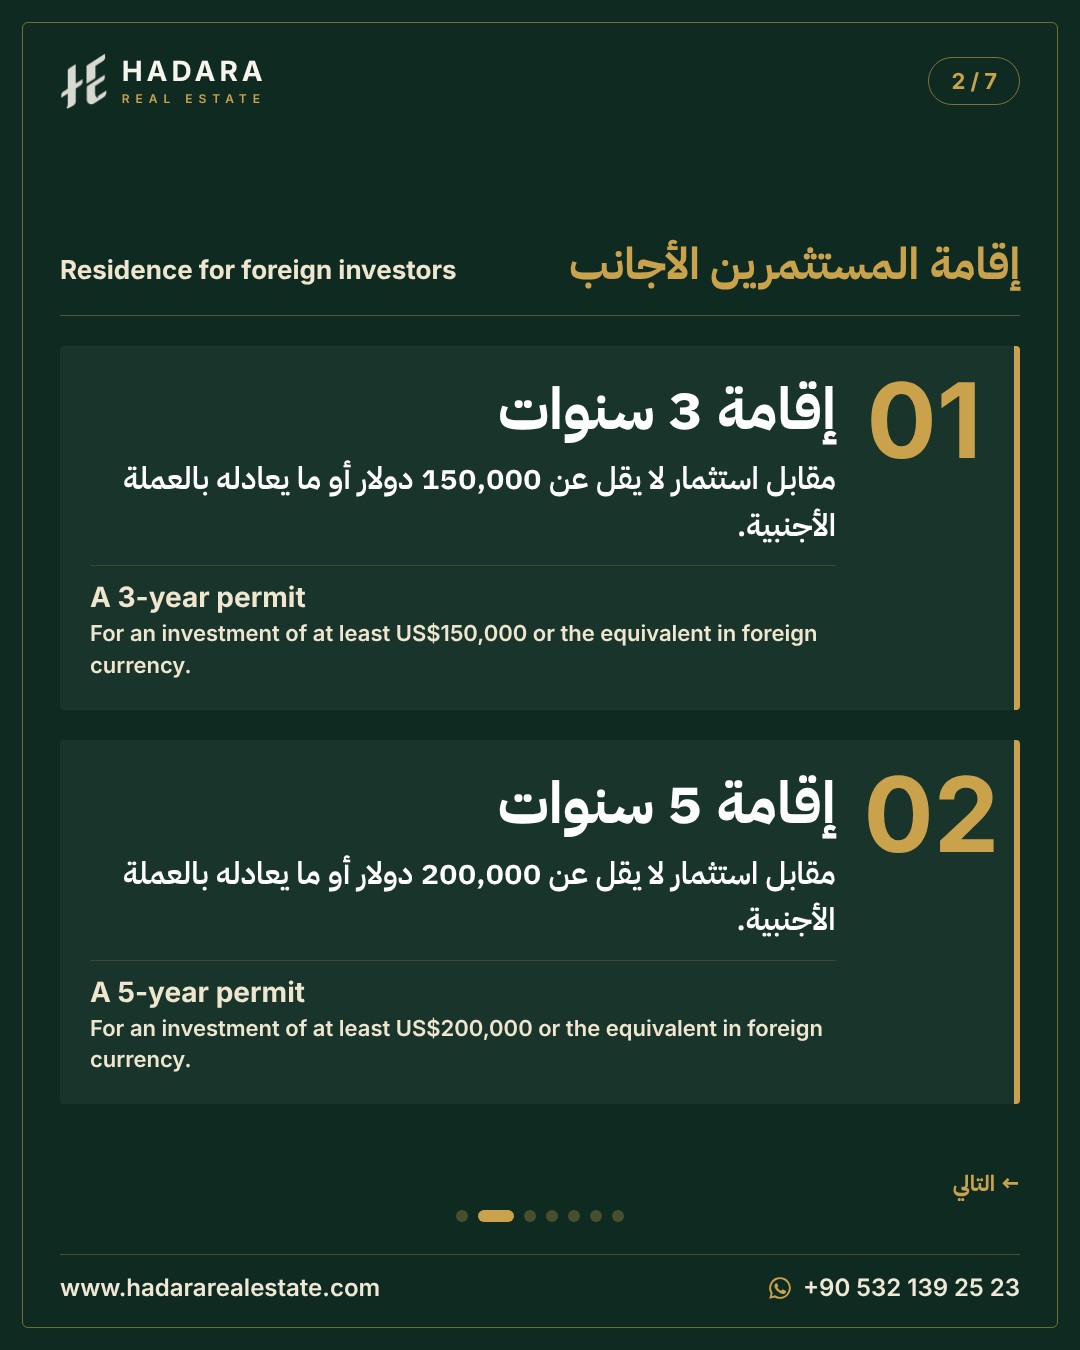 HADARA
REAL ESTATE
2 / 7
إقامة المستثمرين الأجانب
Residence for foreign investors
01
إقامة 3 سنوات
مقابل استثمار لا يقل عن 150,000 دولار أو ما يعادله بالعملة
الأجنبية.
A 3-year permit
For an investment of at least US$150,000 or the equivalent in foreign
currency.
02
إقامة 5 سنوات
مقابل استثمار لا يقل عن 200,000 دولار أو ما يعادله بالعملة
الأجنبية.
A 5-year permit
For an investment of at least US$200,000 or the equivalent in foreign
currency.
← التالي
www.hadararealestate.com
+90 532 139 25 23